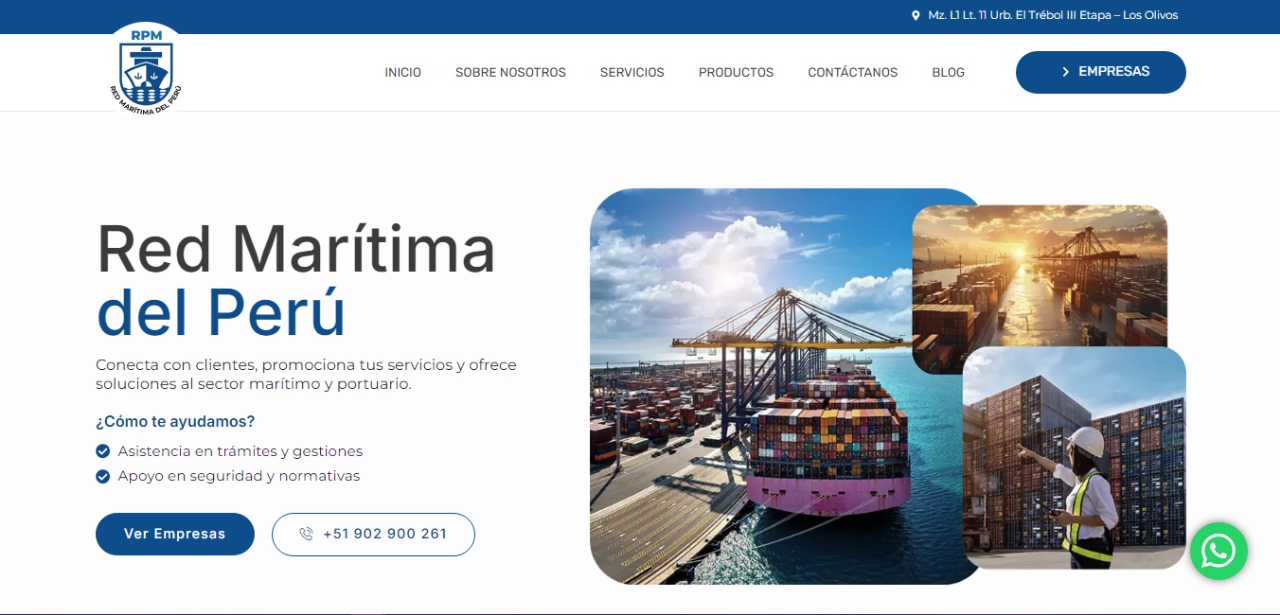 Mz. L1 Lt. 11 Urb. El Trébol III Etapa – Los Olivos
RPM
RED MARÍTIMA DEL PERÚ
INICIO
SOBRE NOSOTROS
SERVICIOS
PRODUCTOS
CONTÁCTANOS
BLOG
EMPRESAS
Red Marítima
del Perú
Conecta con clientes, promociona tus servicios y ofrece
soluciones al sector marítimo y portuario.
¿Cómo te ayudamos?
Asistencia en trámites y gestiones
Apoyo en seguridad y normativas
Ver Empresas
+51 902 900 261